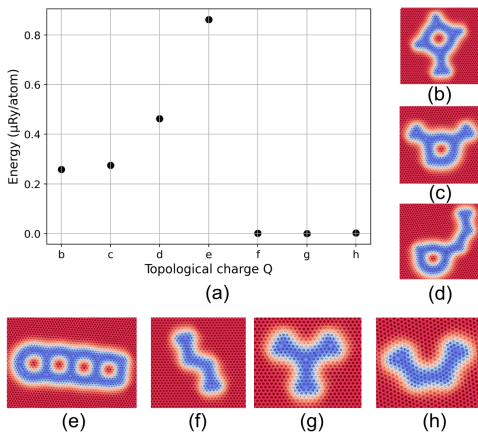 0.8
0.6
0.4
0.2
0.0
Energy (μRy/atom)
b c d e f g h
Topological charge Q
(a)
(b)
(c)
(d)
(e) (f) (g) (h)